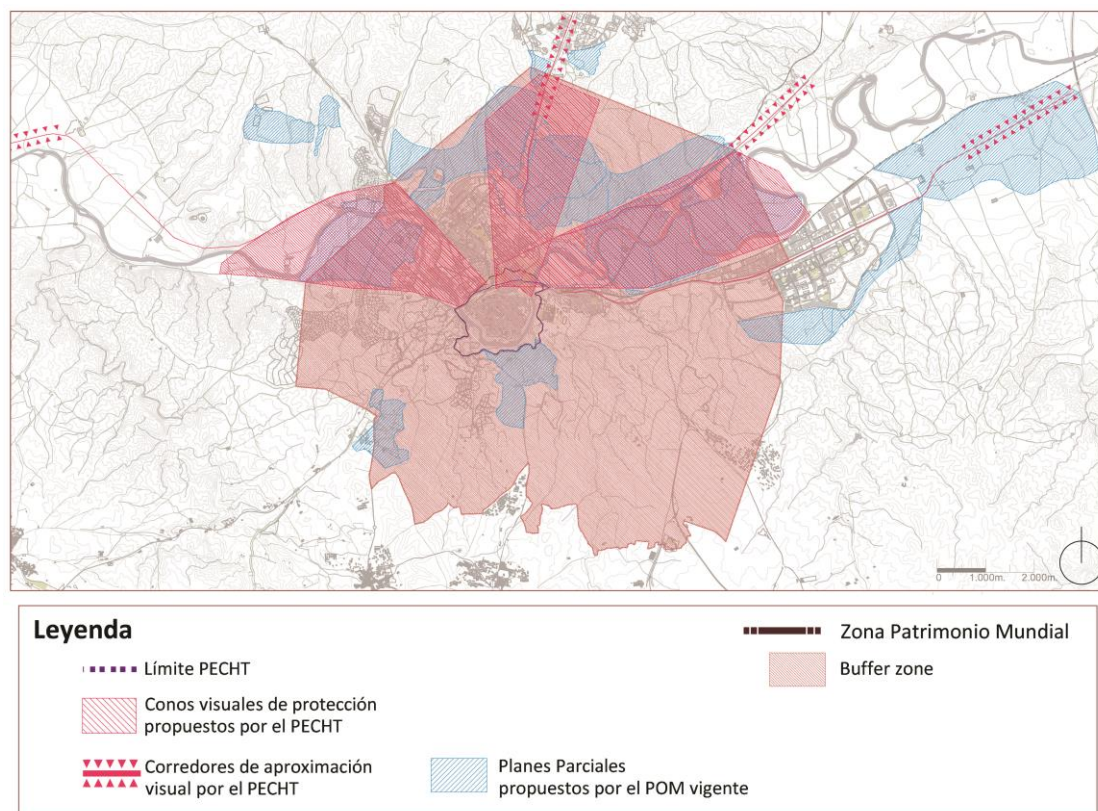 0 1.000m. 2.000m.
Leyenda
Límite PECHT
Conos visuales de protección
propuestos por el PECHT
Corredores de aproximación
visual por el PECHT
Planes Parciales
propuestos por el POM vigente
Zona Patrimonio Mundial
Buffer zone